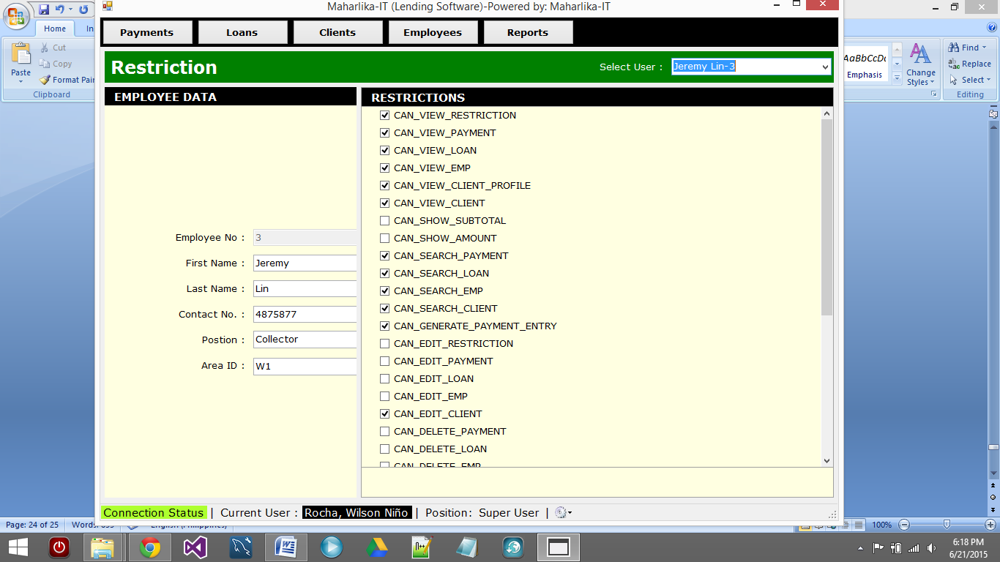 Maharlika-IT (Lending Software)-Powered by: Maharlika-IT
Home
In
Cut
Copy
Format Pai
Paste
Clipboard
Payments
Loans
Clients
Employees
Reports
Restriction
Select User :
Jeremy Lin-3
AaBbCcDc
Emphasis
Change
Styles
Find
Replace
Select
Editing
EMPLOYEE DATA
Employee No :
3
First Name :
Jeremy
Last Name :
Lin
Contact No. :
4875877
Postion :
Collector
Area ID :
W1
RESTRICTIONS
CAN_VIEW_RESTRICTION
CAN_VIEW_PAYMENT
CAN_VIEW_LOAN
CAN_VIEW_EMP
CAN_VIEW_CLIENT_PROFILE
CAN_VIEW_CLIENT
CAN_SHOW_SUBTOTAL
CAN_SHOW_AMOUNT
CAN_SEARCH_PAYMENT
CAN_SEARCH_LOAN
CAN_SEARCH_EMP
CAN_SEARCH_CLIENT
CAN_GENERATE_PAYMENT_ENTRY
CAN_EDIT_RESTRICTION
CAN_EDIT_PAYMENT
CAN_EDIT_LOAN
CAN_EDIT_EMP
CAN_EDIT_CLIENT
CAN_DELETE_PAYMENT
CAN_DELETE_LOAN
CAN_DELETE_EMP
Connection Status | Current User : Rocha, Wilson Niño | Position: Super User |
Page: 24 of 25
English (Philippines)
100%
6:18 PM
6/21/2015